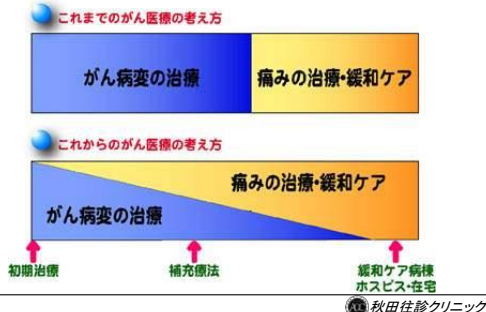 これまでのがん医療の考え方
がん病変の治療
痛みの治療・緩和ケア
これからのがん医療の考え方
痛みの治療・緩和ケア
がん病変の治療
初期治療
補充療法
緩和ケア病棟
ホスピス・在宅
秋田往診クリニック